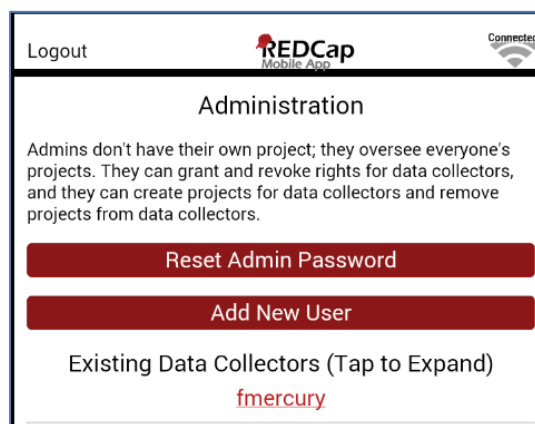 Logout
REDCap
Mobile App
Connected
Administration
Admins don't have their own project; they oversee everyone's
projects. They can grant and revoke rights for data collectors,
and they can create projects for data collectors and remove
projects from data collectors.
Reset Admin Password
Add New User
Existing Data Collectors (Tap to Expand)
fmercury